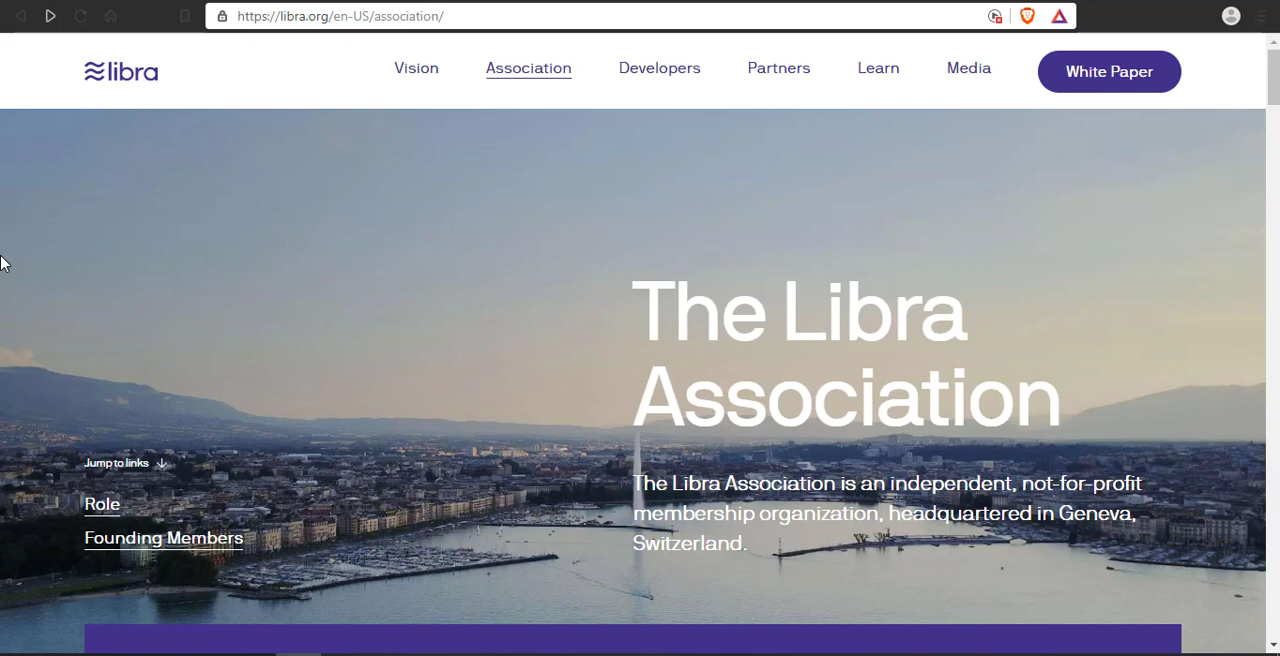 https://libra.org/en-US/association/
libra
Vision
Association
Developers
Partners
Learn
Media
White Paper
The Libra
Association
The Libra Association is an independent, not-for-profit
membership organization, headquartered in Geneva,
Switzerland.
Jump to links
Role
Founding Members